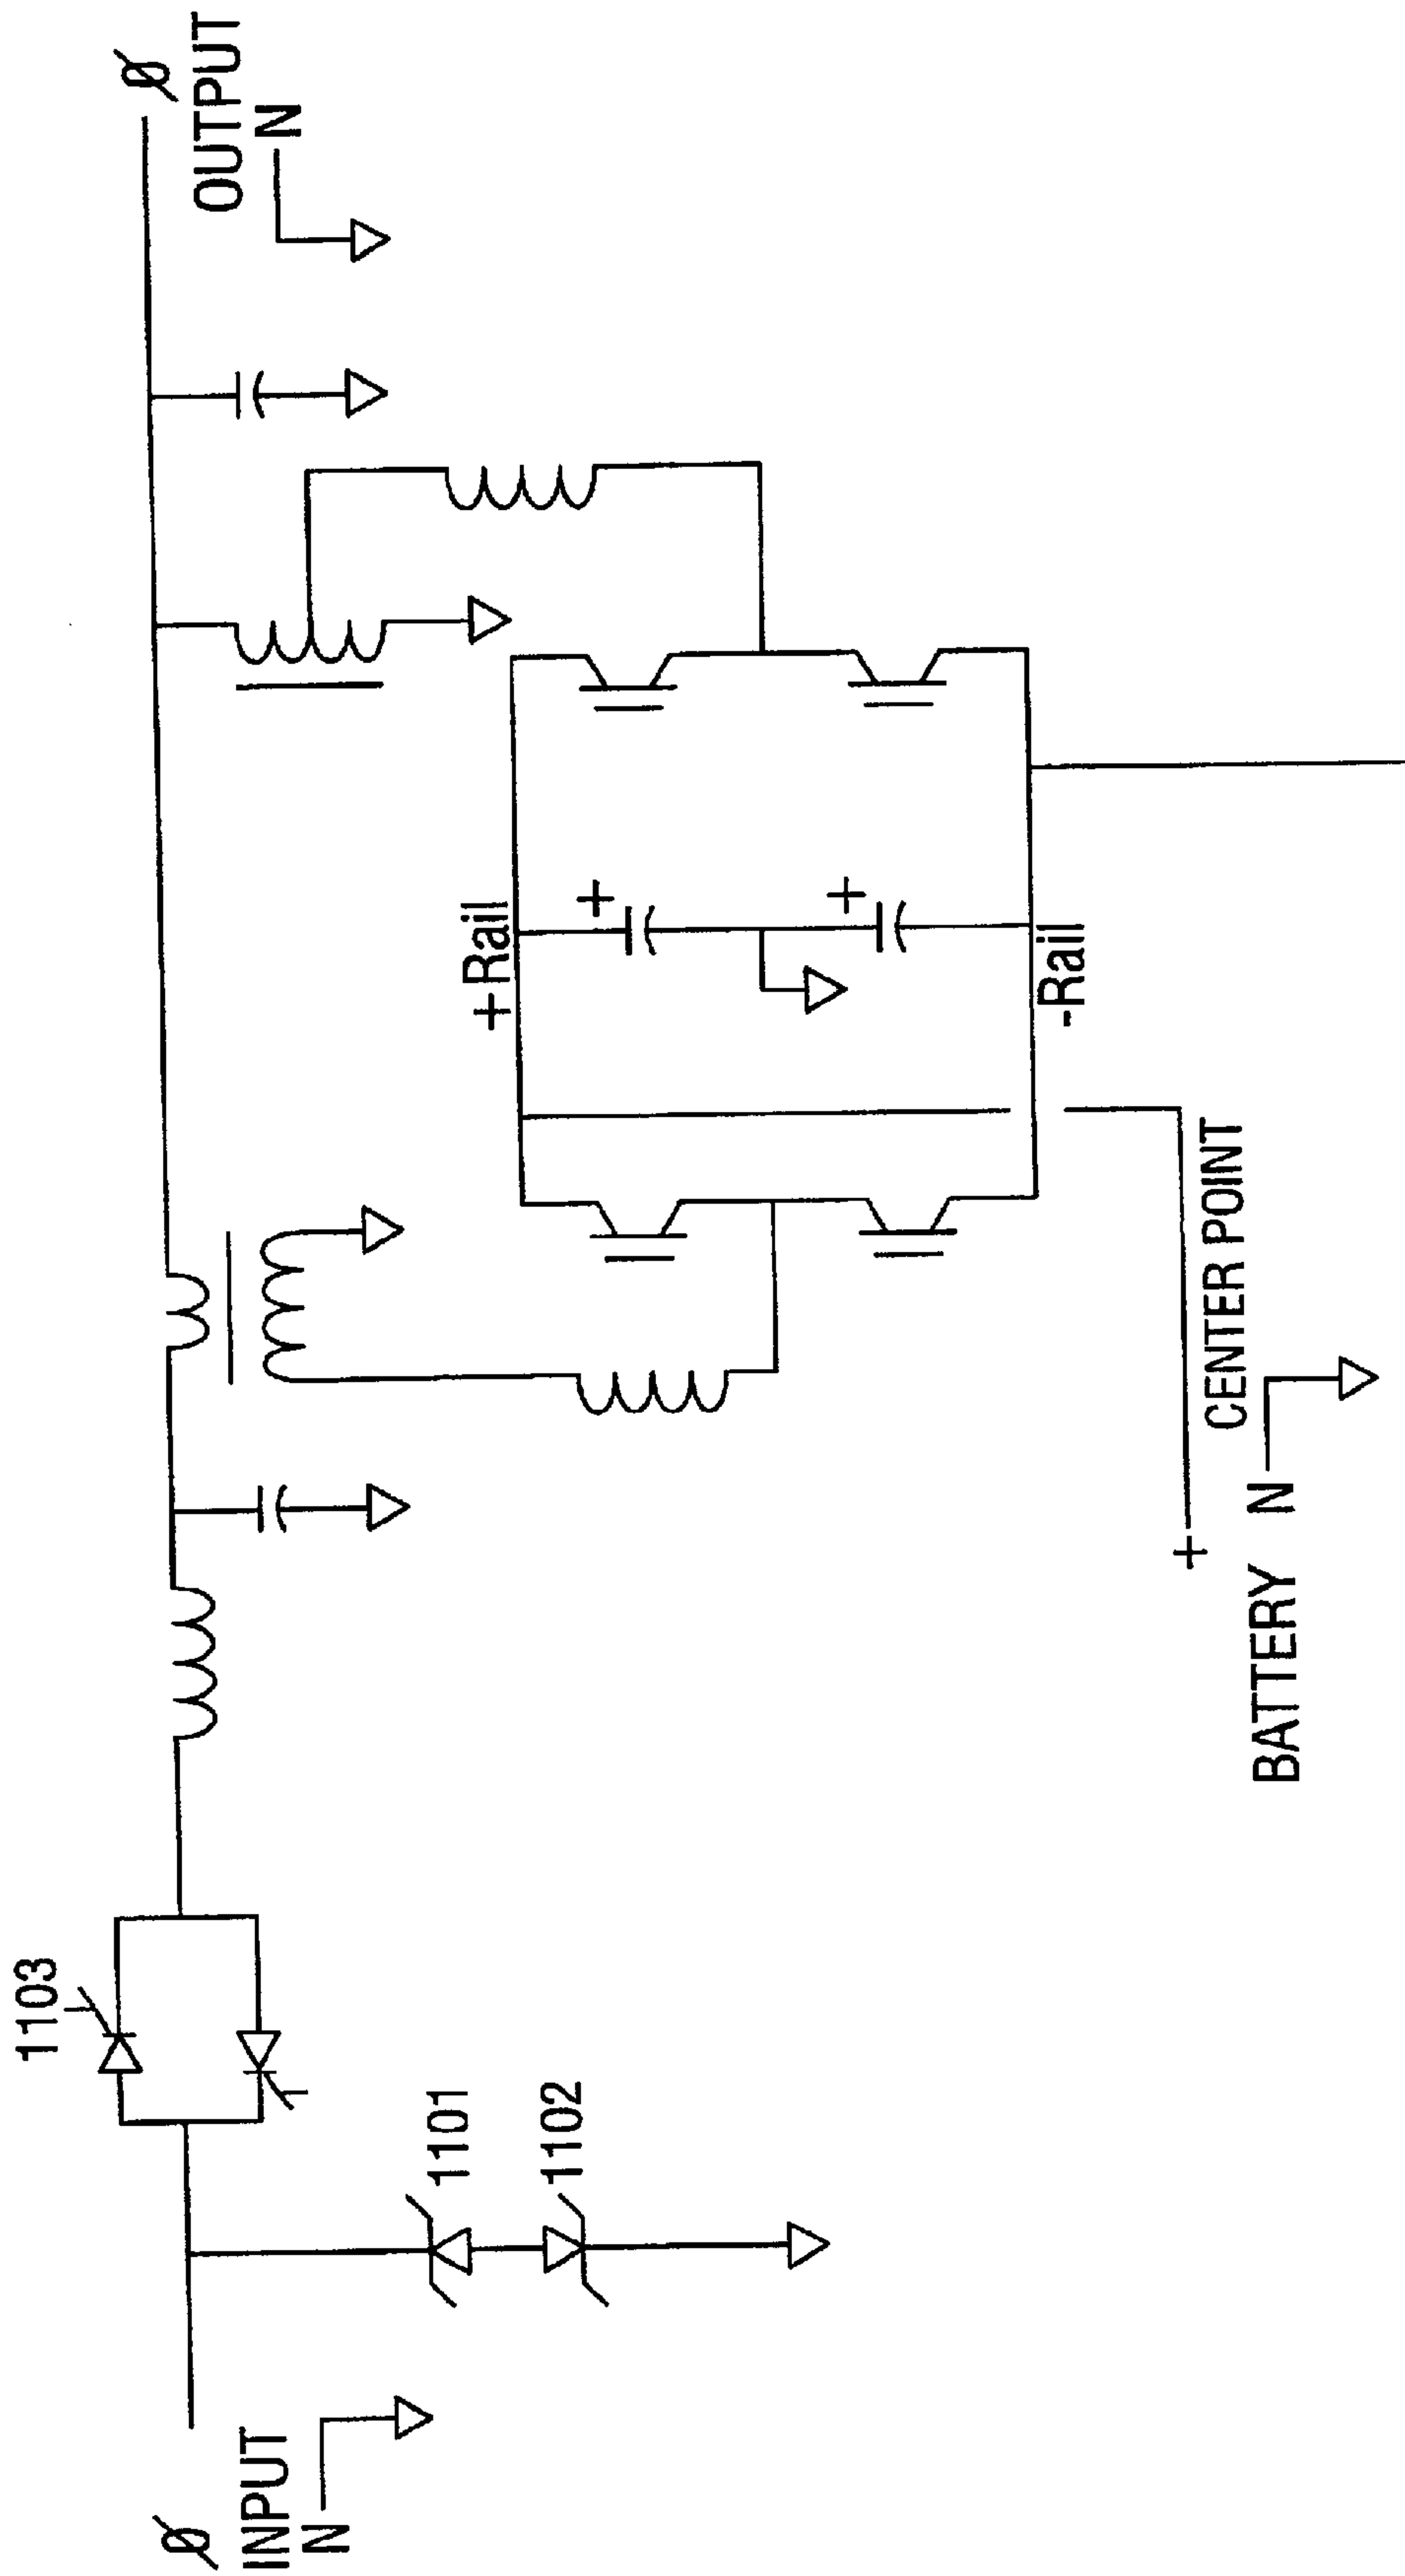 1103
Ø
INPUT
N
1101
1102
Ø
OUTPUT
N
+Rail
+
+
-Rail
+
CENTER POINT
BATTERY N